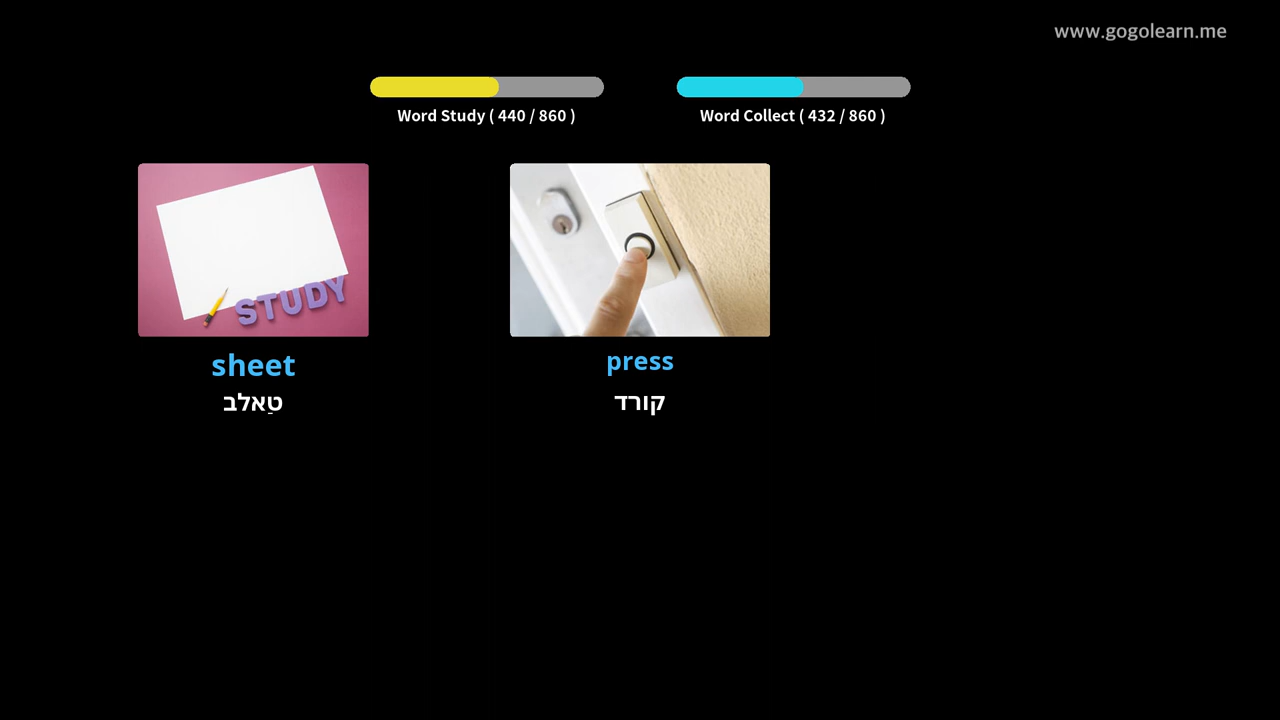 www.gogolearn.me
Word Study ( 440 / 860 )
Word Collect ( 432 / 860 )
STUDY
sheet
press
טַאלב
קורד